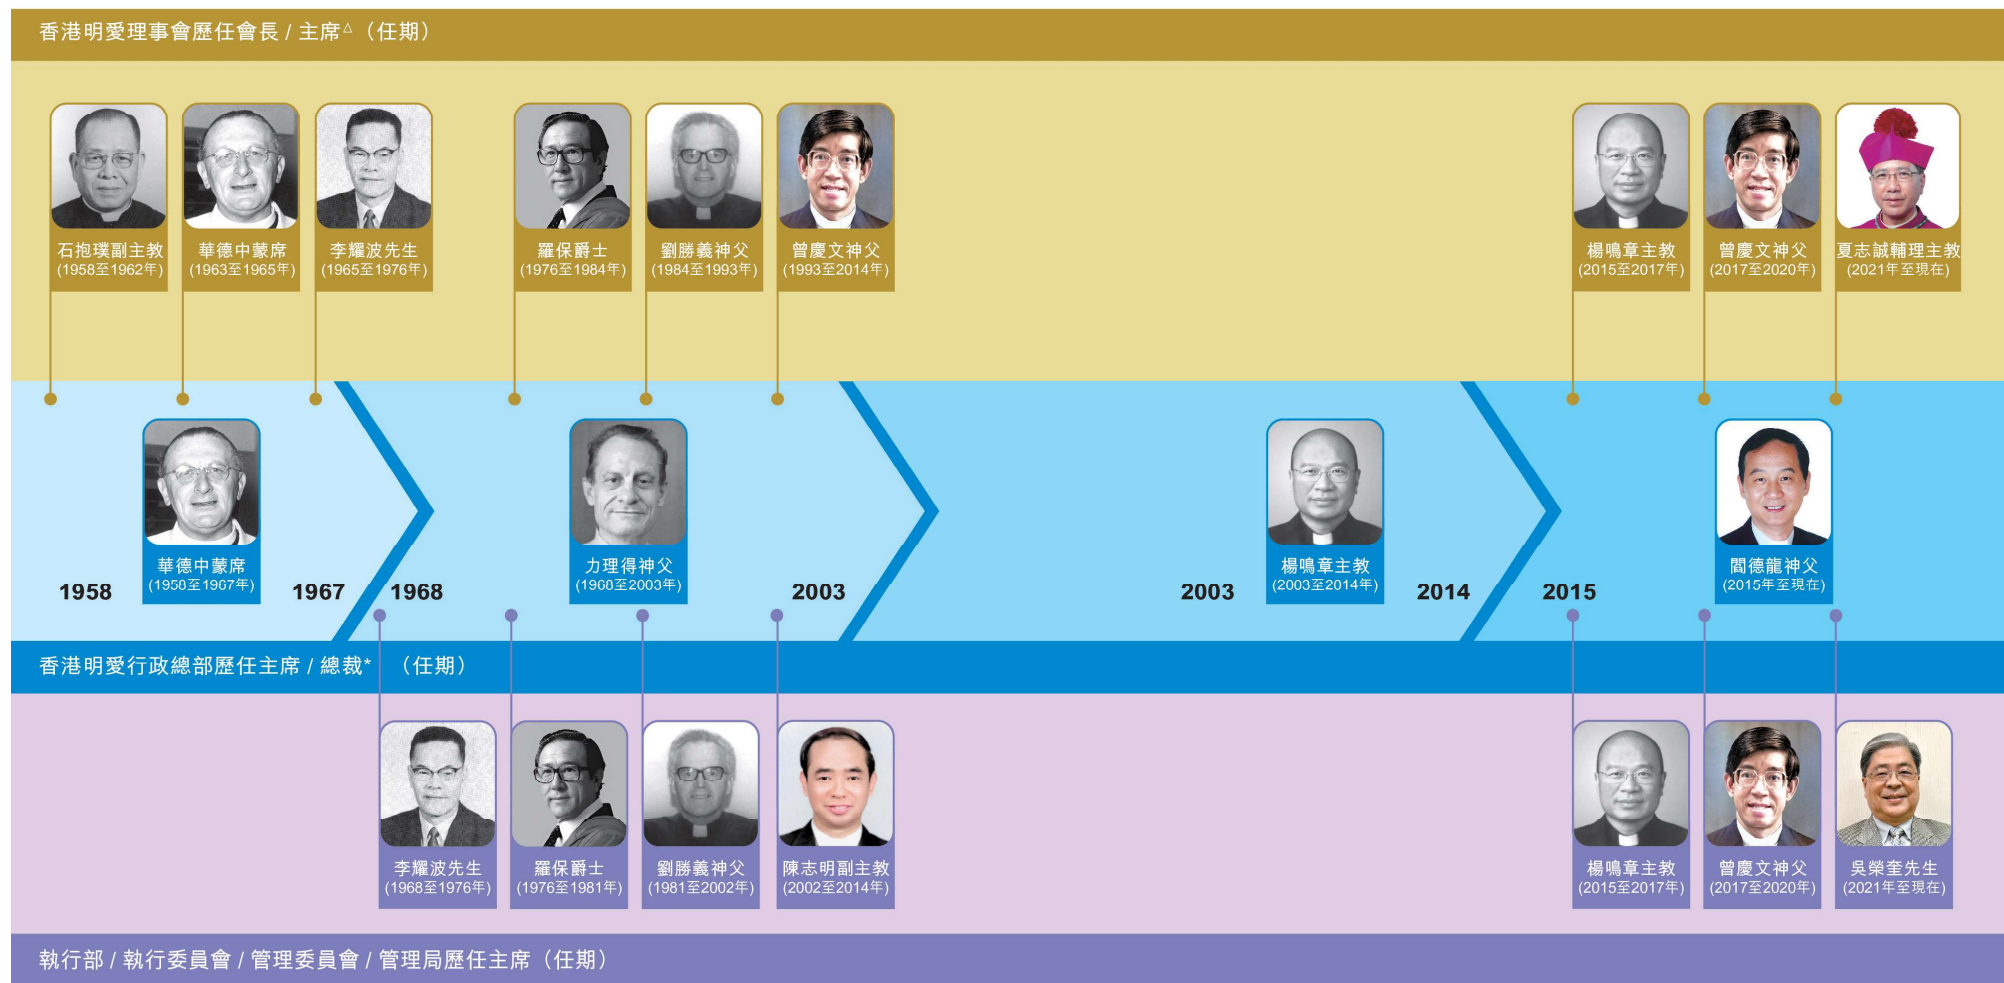 香港明愛理事會歷任會長 / 主席△（任期）
石抱璞副主教
(1958至1962年)
華德中蒙席
(1963至1965年)
李耀波先生
(1965至1976年)
羅保爵士
(1976至1984年)
劉勝義神父
(1984至1993年)
曾慶文神父
(1993至2014年)
楊鳴章主教
(2015至2017年)
曾慶文神父
(2017至2020年)
夏志誠輔理主教
(2021年至現在)
1958
華德中蒙席
(1958至1967年)
1967
1968
力理得神父
(1968至2003年)
2003
2003
楊鳴章主教
(2003至2014年)
2014
2015
閻德龍神父
(2015年至現在)
香港明愛行政總部歷任主席 / 總裁* （任期）
李耀波先生
(1968至1976年)
羅保爵士
(1976至1981年)
劉勝義神父
(1981至2002年)
陳志明副主教
(2002至2014年)
楊鳴章主教
(2015至2017年)
曾慶文神父
(2017至2020年)
吳榮奎先生
(2021年至現在)
執行部 / 執行委員會 / 管理委員會 / 管理局歷任主席（任期）